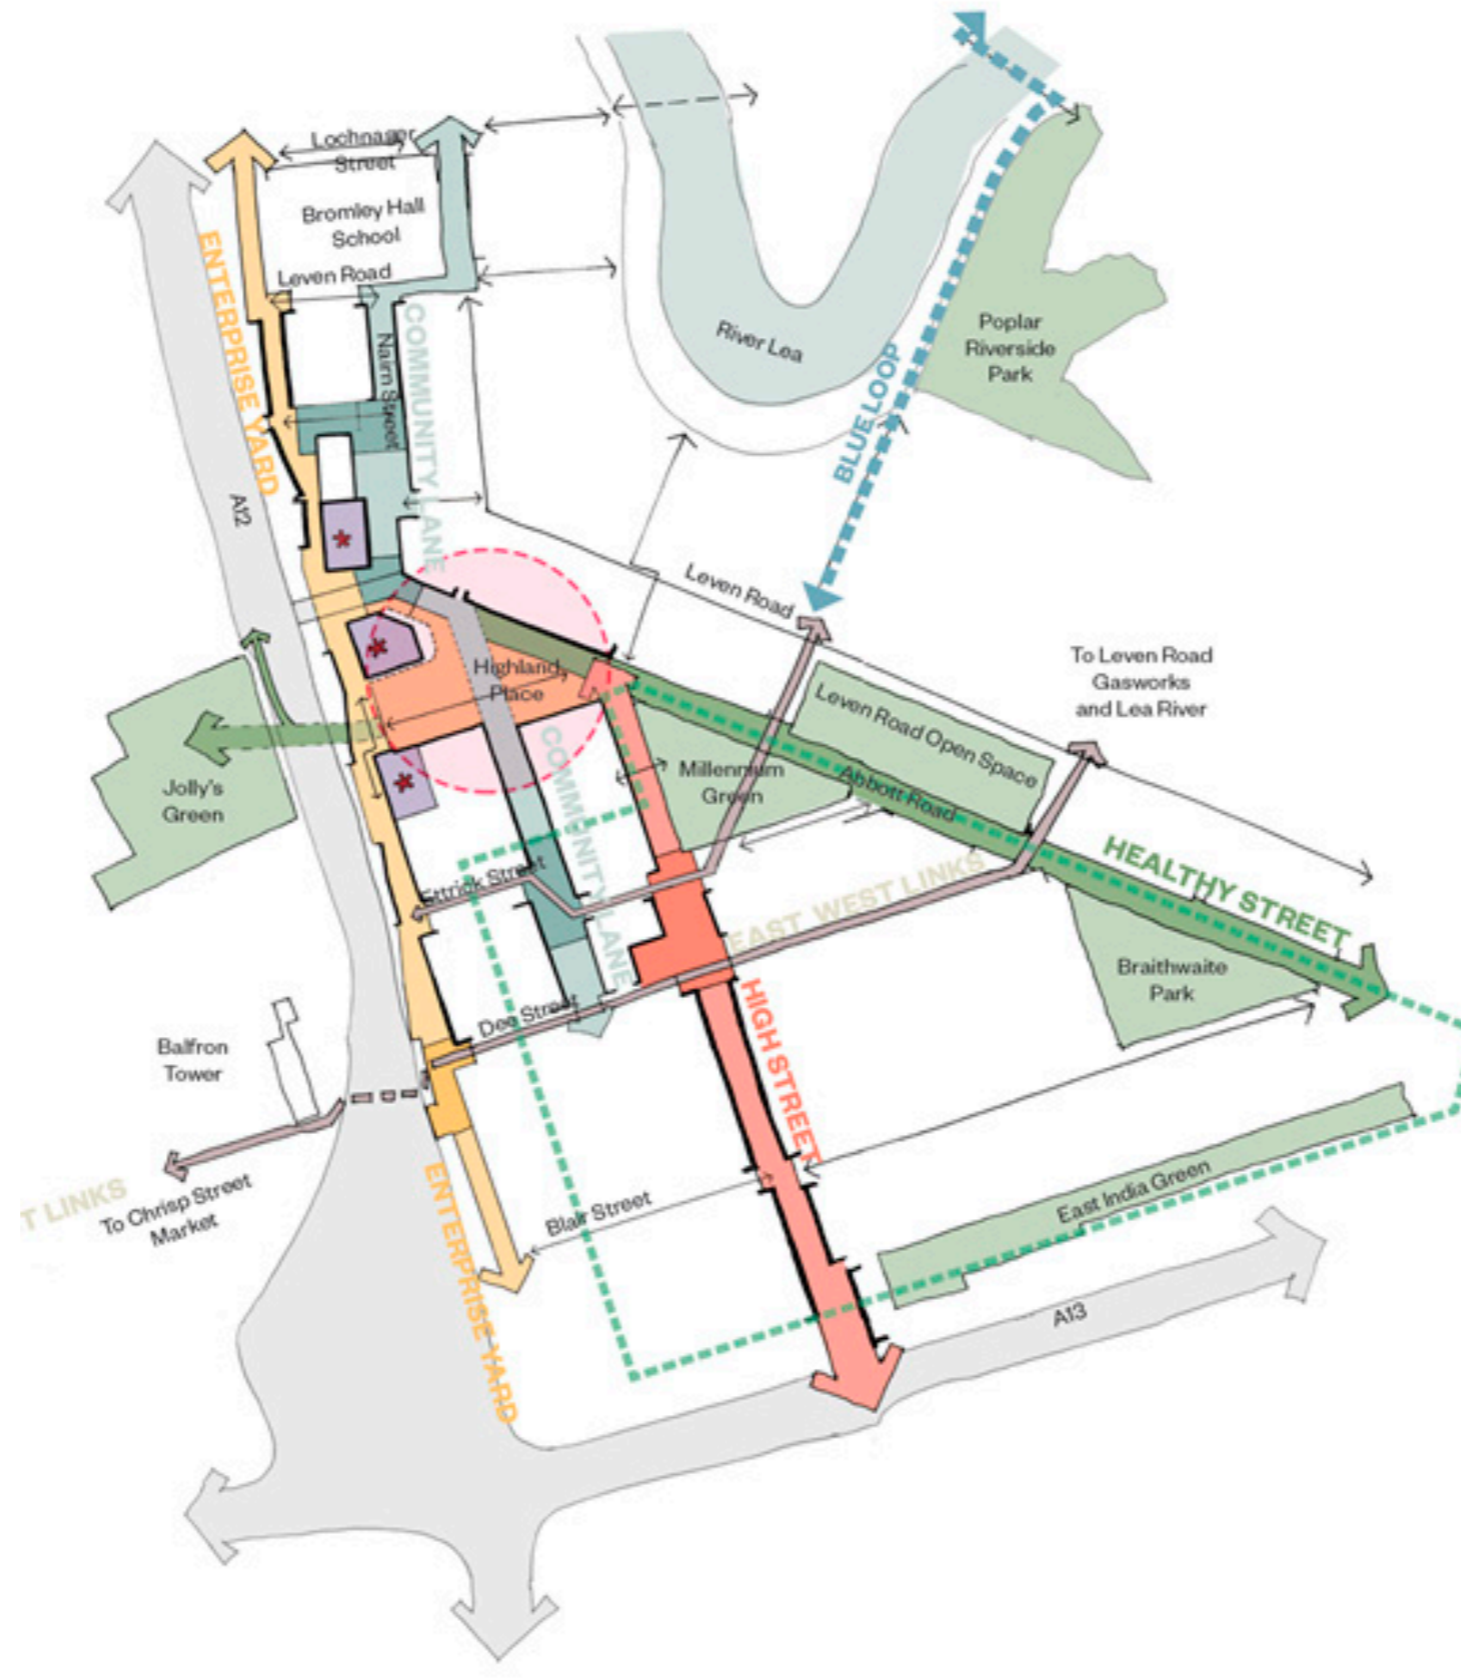 Lochnager
Street
Bromley Hall
School
Leven Road
ENTERPRISE YARD
COMMUNITY LANE
Nairn Street
A12
River Lea
BLUE LOOP
Poplar
Riverside
Park
Leven Road
To Leven Road
Gasworks
and Lea River
Highland
Place
Leven Road Open Space
Jolly's
Green
COMMUNITY LANE
Millennium
Green
Abbott Road
HEALTHY STREET
Ettrick Street
EAST WEST LINKS
Braithwaite
Park
Dee Street
HIGH STREET
Balfron
Tower
T LINKS
To Chrisp Street
Market
ENTERPRISE YARD
Blair Street
East India Green
A13